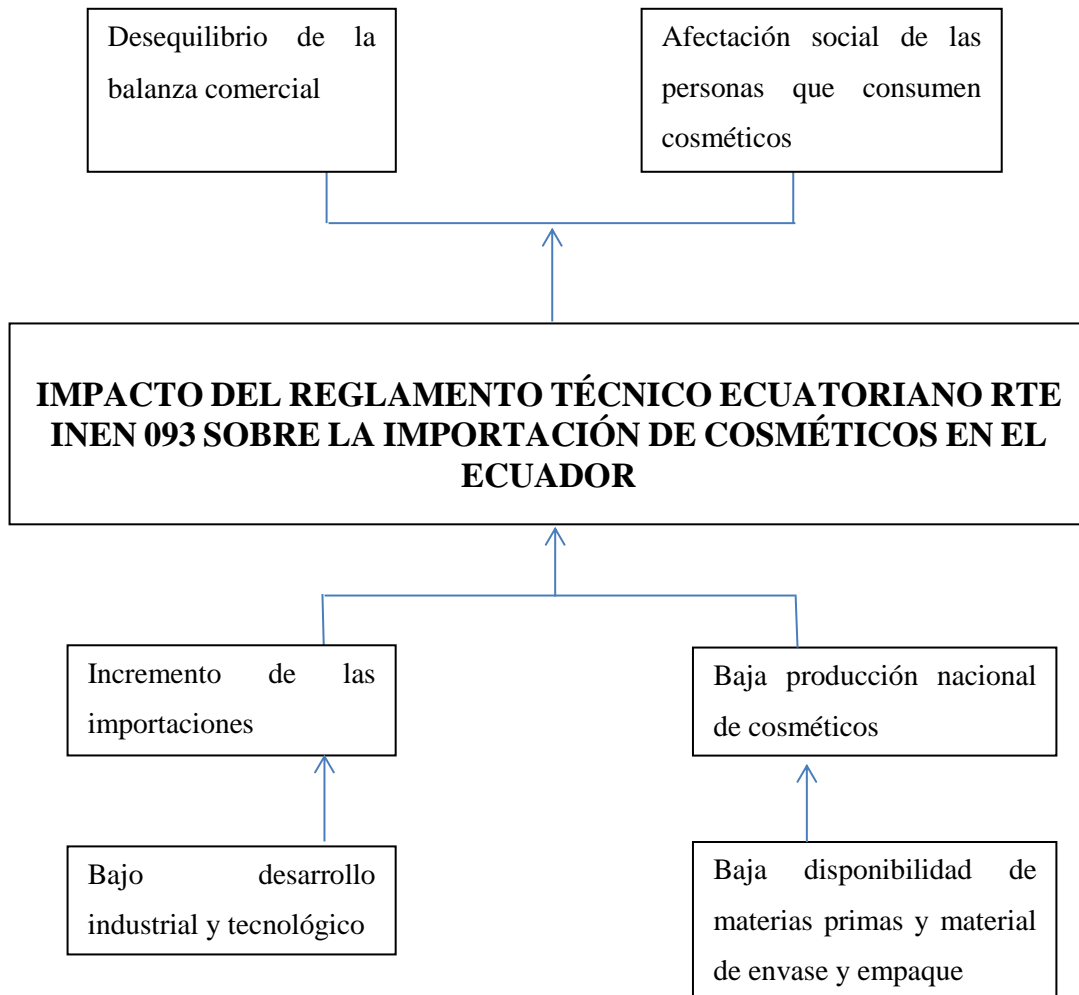 Desequilibrio de la
balanza comercial
Afectación social de las
personas que consumen
cosméticos
IMPACTO DEL REGLAMENTO TÉCNICO ECUATORIANO RTE
INEN 093 SOBRE LA IMPORTACIÓN DE COSMÉTICOS EN EL
ECUADOR
Incremento de las
importaciones
Baja producción nacional
de cosméticos
Bajo desarrollo
industrial y tecnológico
Baja disponibilidad de
materias primas y material
de envase y empaque